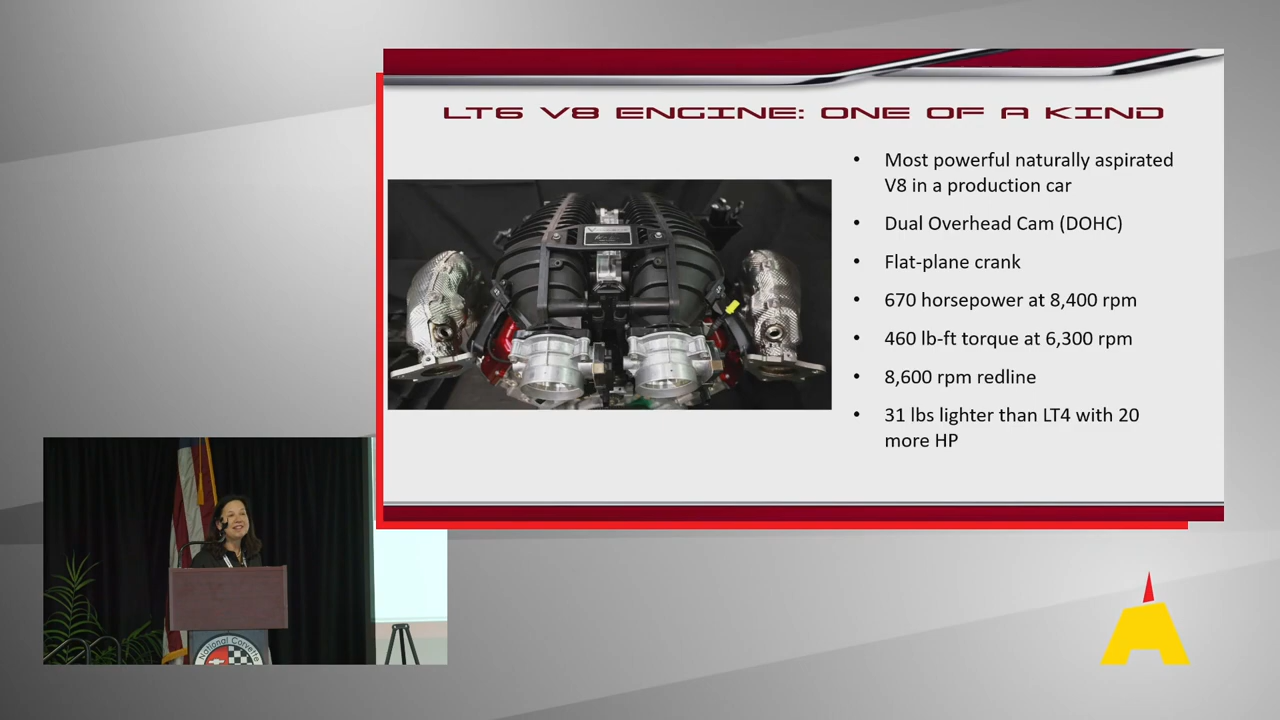 LT6 V8 ENGINE: ONE OF A KIND
• Most powerful naturally aspirated
V8 in a production car
• Dual Overhead Cam (DOHC)
• Flat-plane crank
• 670 horsepower at 8,400 rpm
• 460 lb-ft torque at 6,300 rpm
• 8,600 rpm redline
• 31 lbs lighter than LT4 with 20
more HP
National Corvette